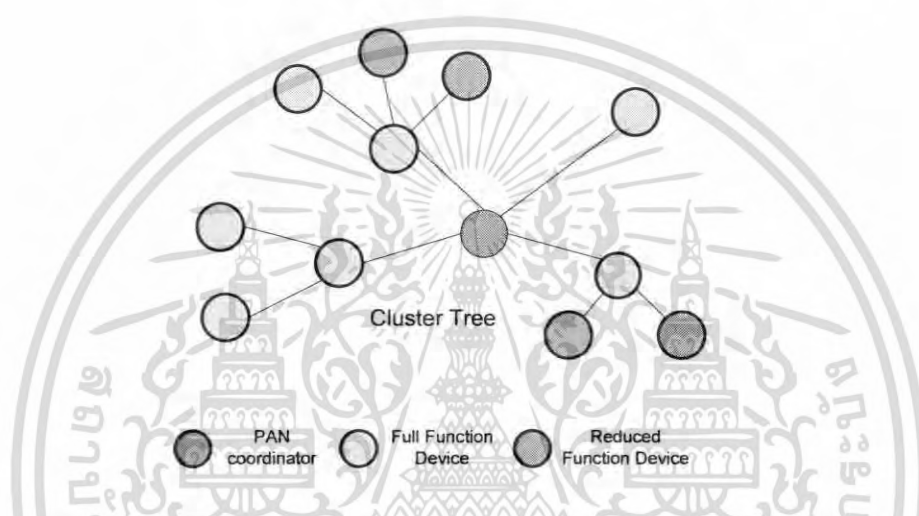 Cluster Tree
PAN
coordinator
Full Function
Device
Reduced
Function Device